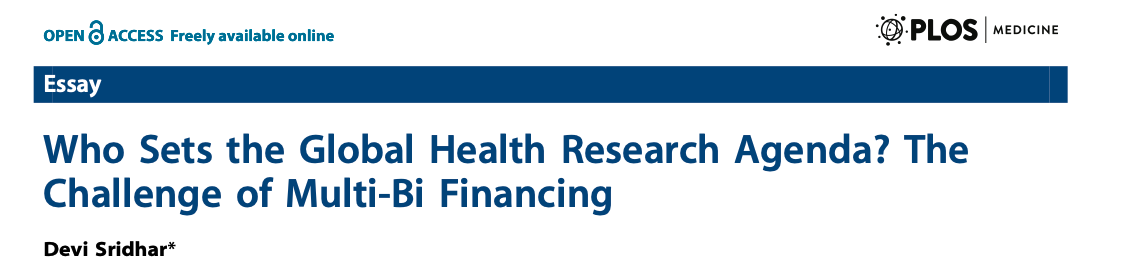 OPEN ACCESS Freely available online
PLOS | MEDICINE
Essay
Who Sets the Global Health Research Agenda? The
Challenge of Multi-Bi Financing
Devi Sridhar*